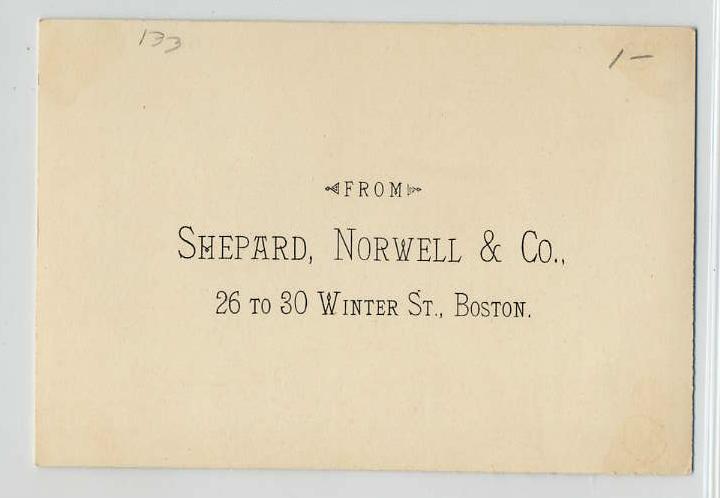 133
1-
FROM
SHEPARD, NORWELL & CO.,
26 TO 30 WINTER ST., BOSTON.